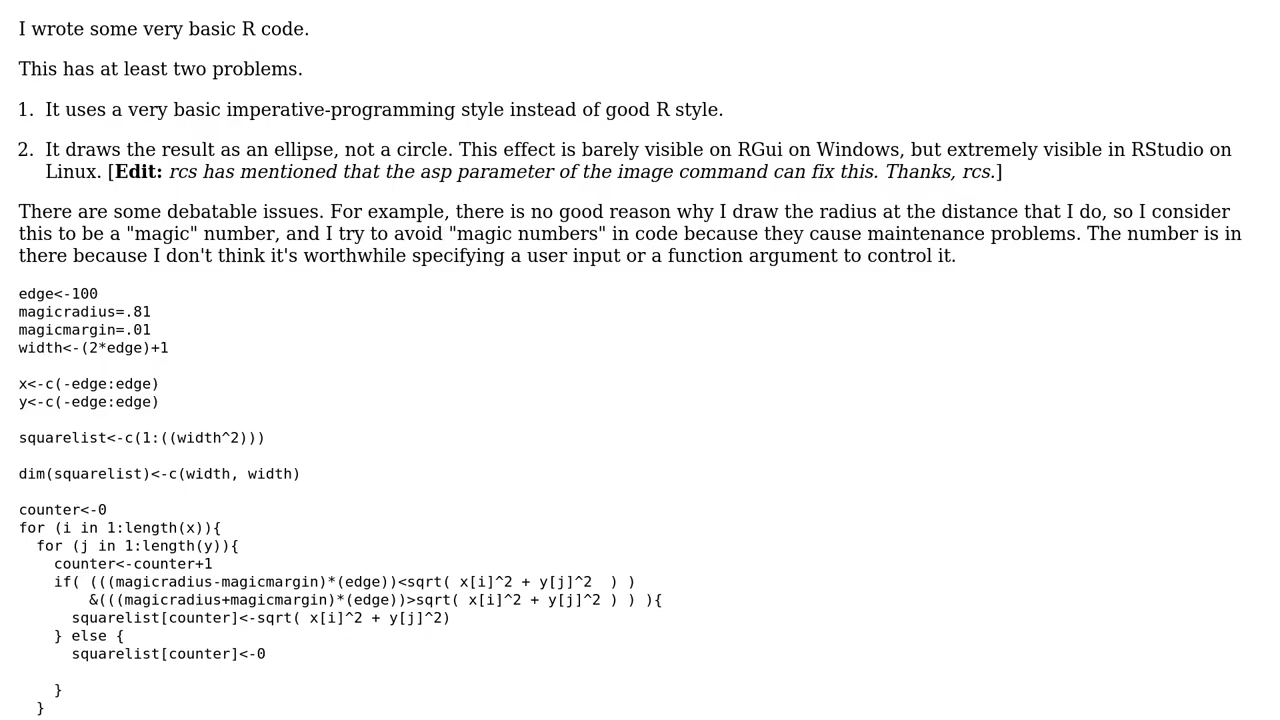 I wrote some very basic R code.
This has at least two problems.
1. It uses a very basic imperative-programming style instead of good R style.
2. It draws the result as an ellipse, not a circle. This effect is barely visible on RGui on Windows, but extremely visible in RStudio on
Linux. [Edit: rcs has mentioned that the asp parameter of the image command can fix this. Thanks, rcs.]
There are some debatable issues. For example, there is no good reason why I draw the radius at the distance that I do, so I consider
this to be a "magic" number, and I try to avoid "magic numbers" in code because they cause maintenance problems. The number is in
there because I don't think it's worthwhile specifying a user input or a function argument to control it.
edge<-100
magicradius=.81
magicmargin=.01
width<-(2*edge)+1
x<-c(-edge:edge)
y<-c(-edge:edge)
squarelist<-c(1:((width^2)))
dim(squarelist)<-c(width, width)
counter<-0
for (i in 1:length(x)){
  for (j in 1:length(y)){
    counter<-counter+1
    if( (((magicradius-magicmargin)*(edge))<sqrt( x[i]^2 + y[j]^2  ) )
        &(((magicradius+magicmargin)*(edge))>sqrt( x[i]^2 + y[j]^2 ) ) ){
      squarelist[counter]<-sqrt( x[i]^2 + y[j]^2)
    } else {
      squarelist[counter]<-0
    }
  }